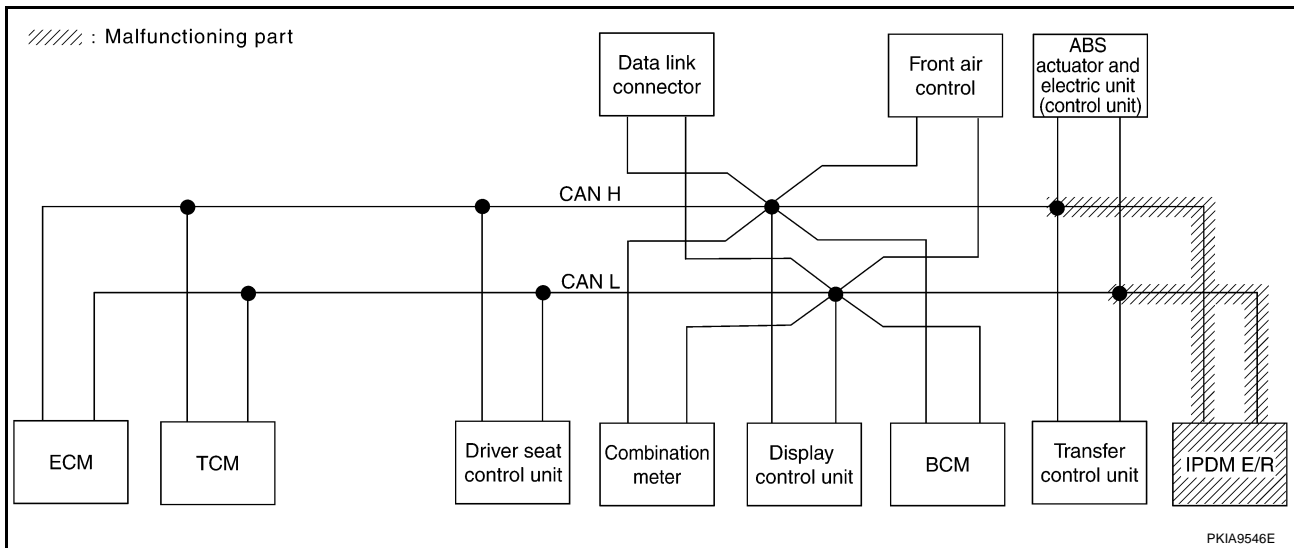 : Malfunctioning part
Data link
connector
Front air
control
ABS
actuator and
electric unit
(control unit)
CAN H
CAN L
ECM
TCM
Driver seat
control unit
Combination
meter
Display
control unit
BCM
Transfer
control unit
IPDM E/R
PKIA9546E